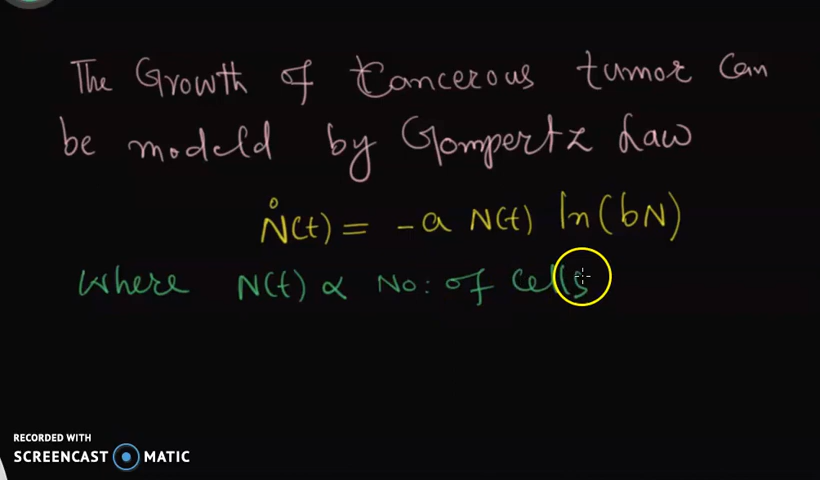 The Growth of Cancerous tumor Can
be modeld by Gompertz Law
Ṅ(t) = -a N(t) ln(bN)
Where N(t) ∝ No: of Cells
RECORDED WITH
SCREENCAST MATIC